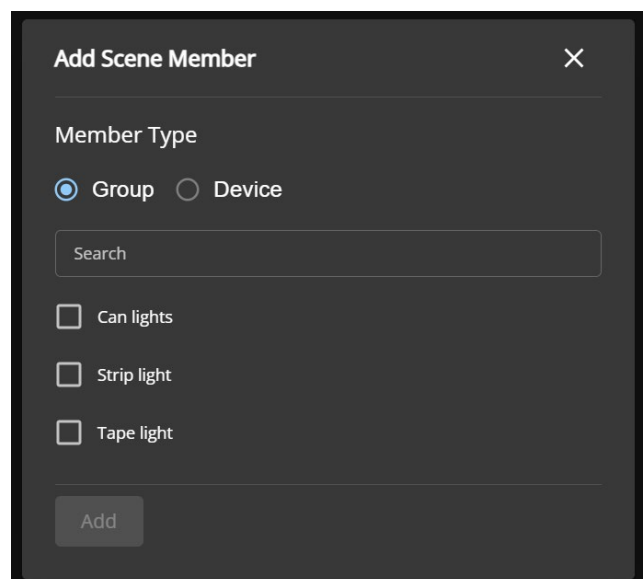 Add Scene Member
Member Type
Group Device
Search
Can lights
Strip light
Tape light
Add